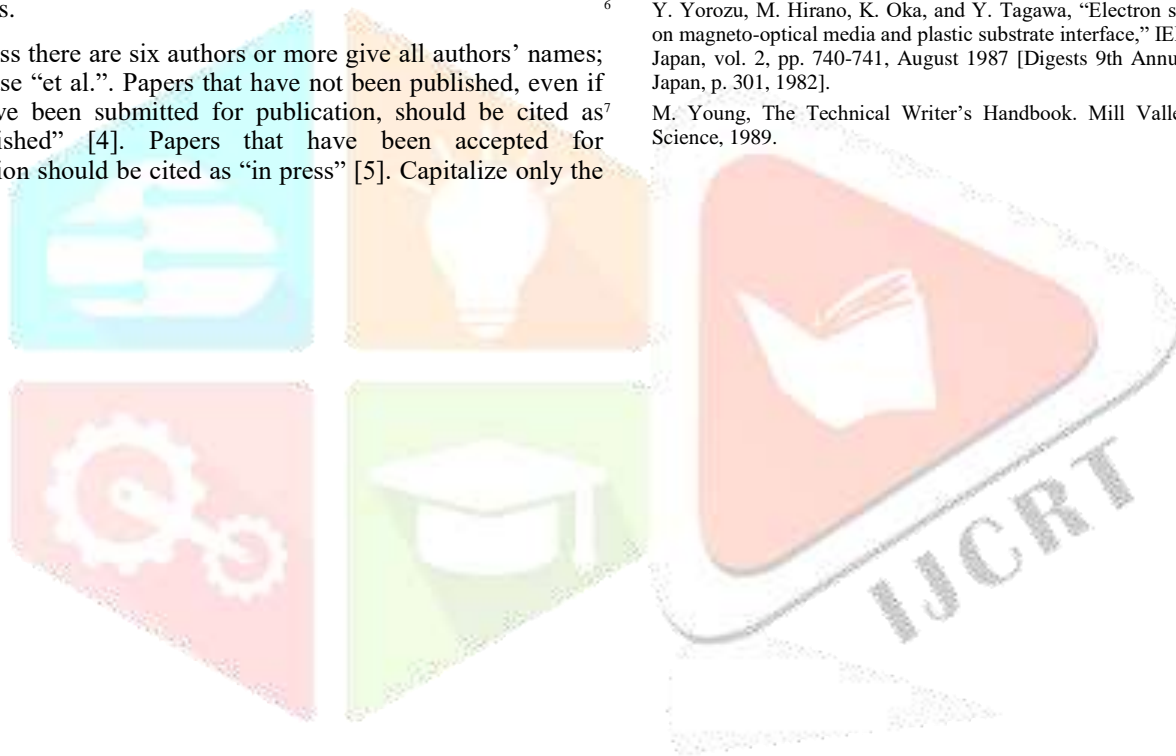 s.
ss there are six authors or more give all authors’ names;
se “et al.”. Papers that have not been published, even if
ve been submitted for publication, should be cited as
ished” [4]. Papers that have been accepted for
ion should be cited as “in press” [5]. Capitalize only the
6
Y. Yorozu, M. Hirano, K. Oka, and Y. Tagawa, “Electron s
on magneto-optical media and plastic substrate interface,” IE
Japan, vol. 2, pp. 740-741, August 1987 [Digests 9th Annu
Japan, p. 301, 1982].
7
M. Young, The Technical Writer’s Handbook. Mill Valle
Science, 1989.
IJCRT